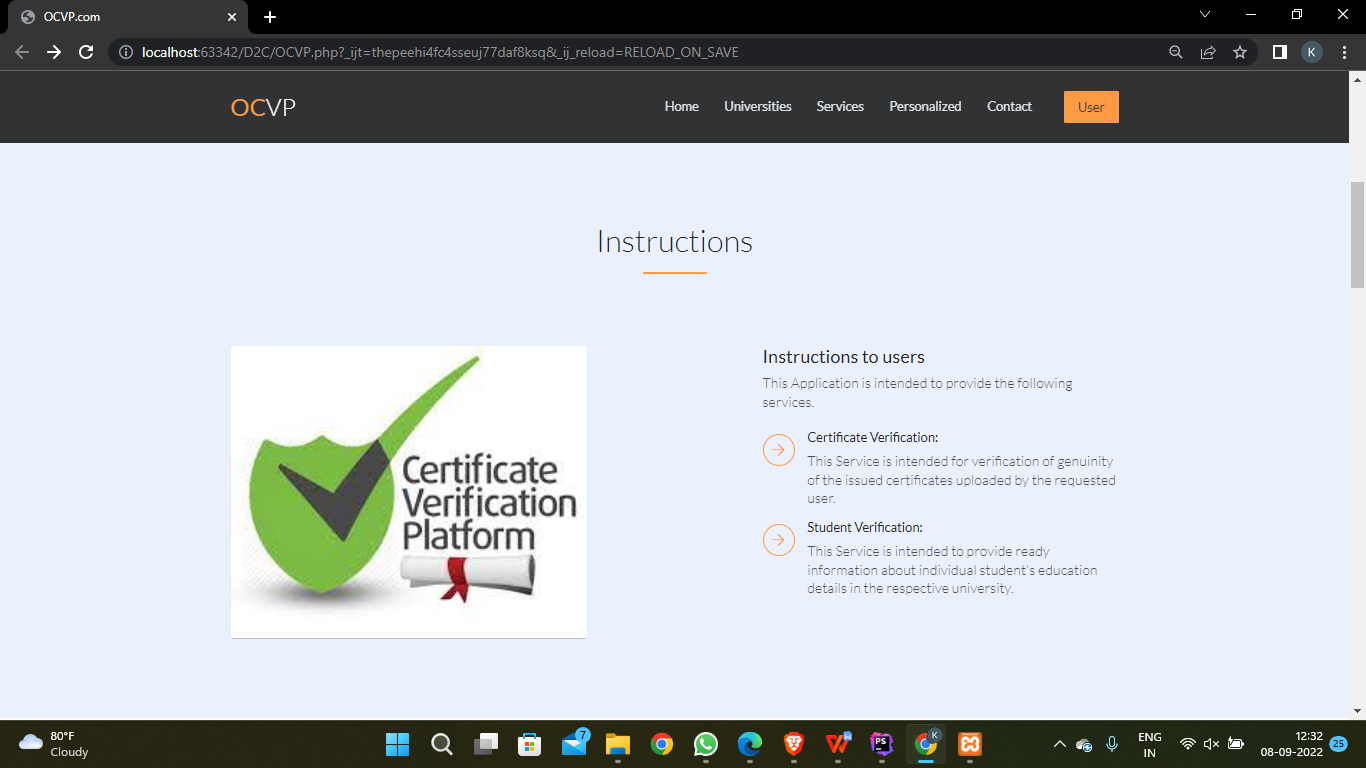 OCVP.com
localhost:63342/D2C/OCVP.php?_ijt=thepeehi4fc4sseuj77daf8ksq&_ij_reload=RELOAD_ON_SAVE
K
OCVP
Home Universities Services Personalized Contact User
Instructions
Certificate
Verification
Platform
Instructions to users
This Application is intended to provide the following
services.
Certificate Verification:
This Service is intended for verification of genuinity
of the issued certificates uploaded by the requested
user.
Student Verification:
This Service is intended to provide ready
information about individual student's education
details in the respective university.
80°F
Cloudy
7
PS
K
ENG
IN
12:32
08-09-2022
25